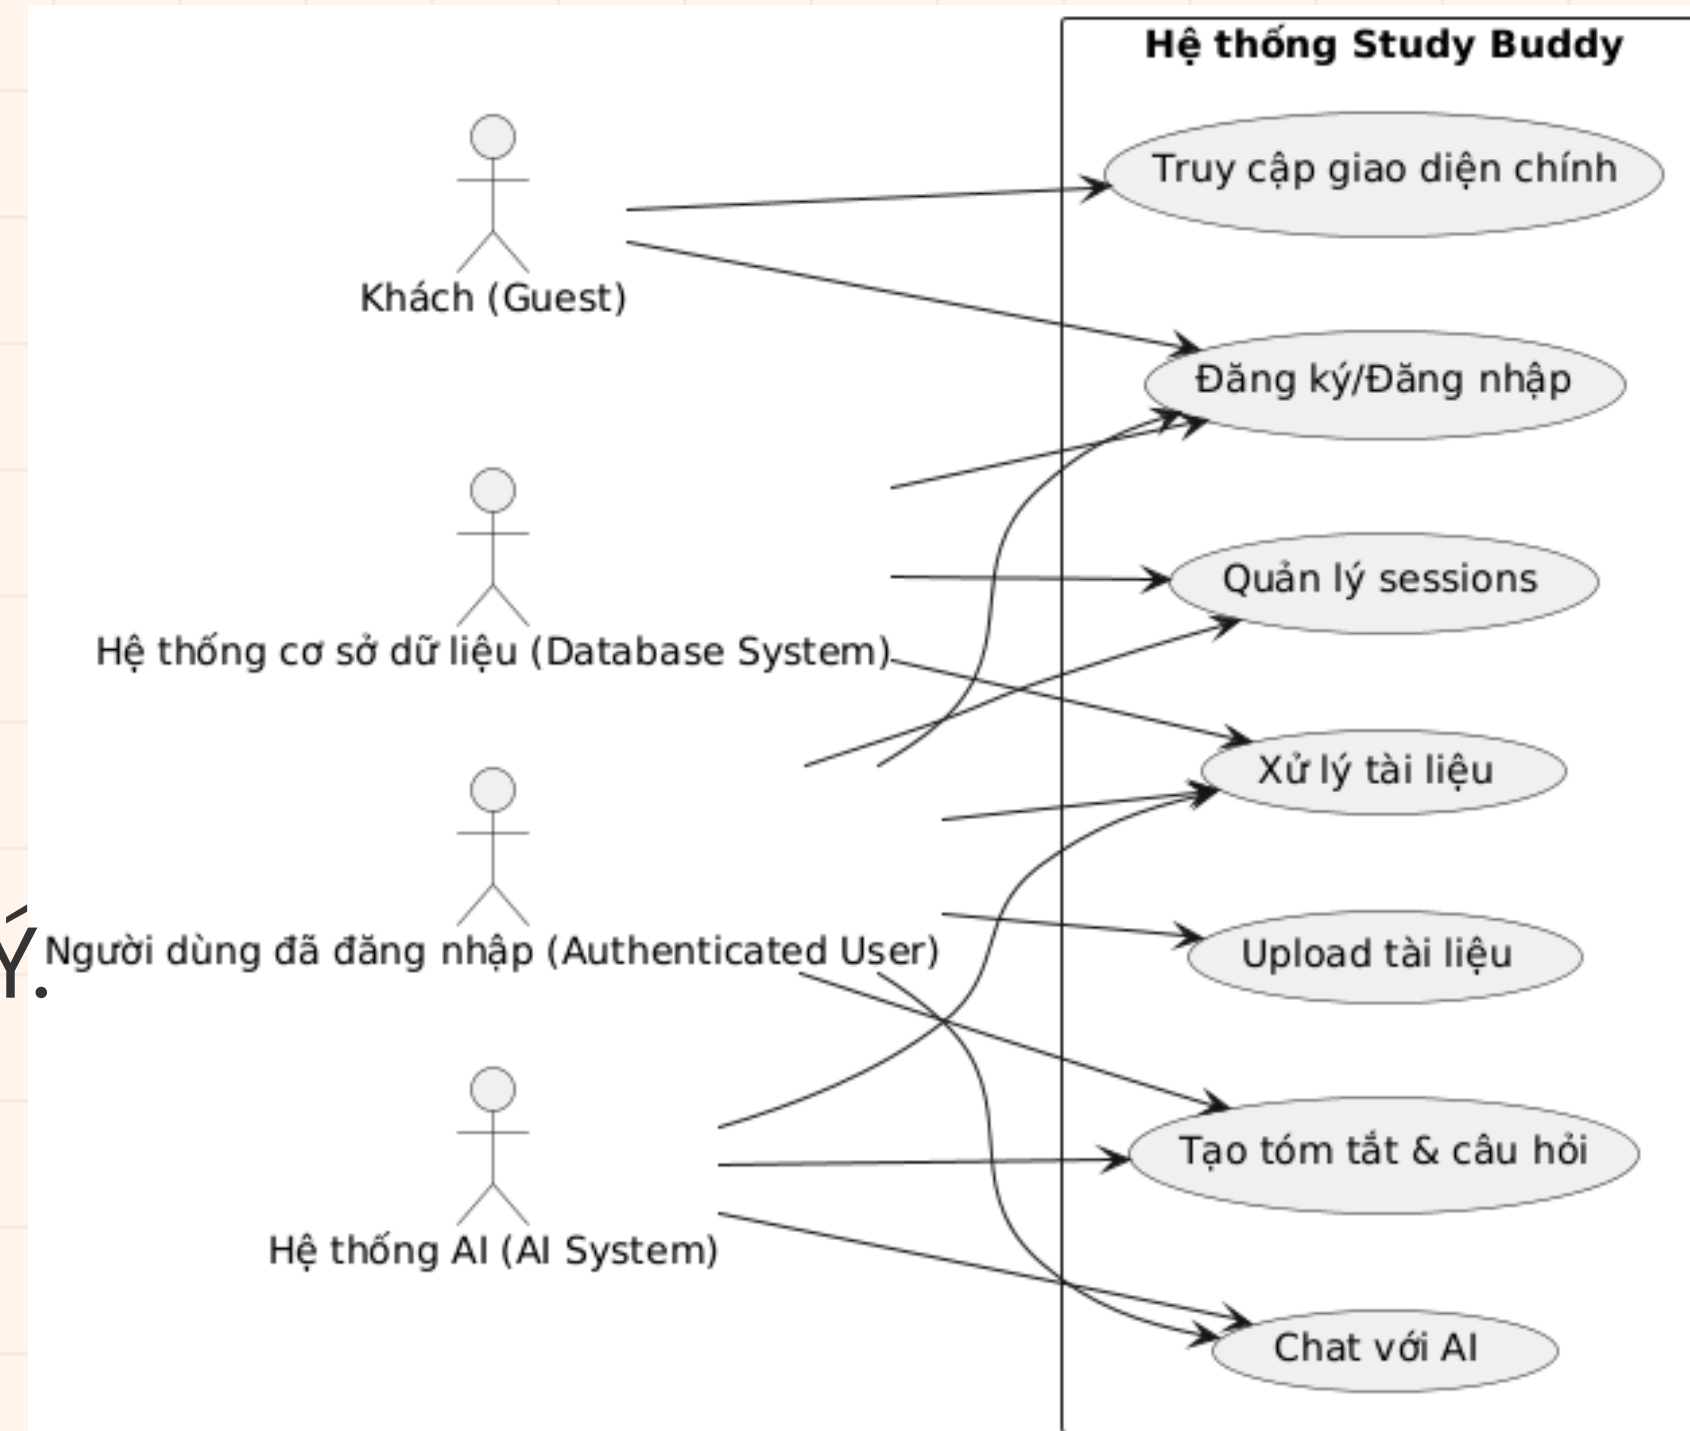 Hệ thống Study Buddy
Khách (Guest)
Truy cập giao diện chính
Đăng ký/Đăng nhập
Hệ thống cơ sở dữ liệu (Database System)
Quản lý sessions
Xử lý tài liệu
Ý.
Người dùng đã đăng nhập (Authenticated User)
Upload tài liệu
Tạo tóm tắt & câu hỏi
Hệ thống AI (AI System)
Chat với AI